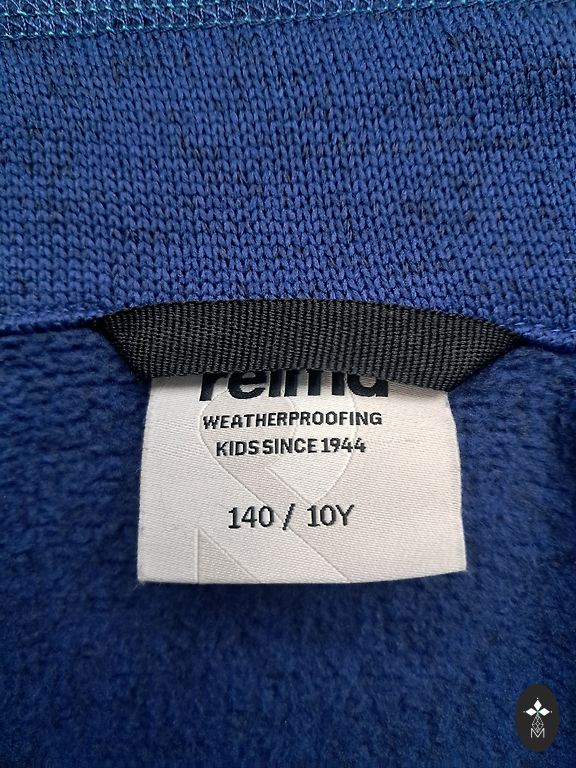 reima
WEATHERPROOFING
KIDS SINCE 1944
140 / 10Y